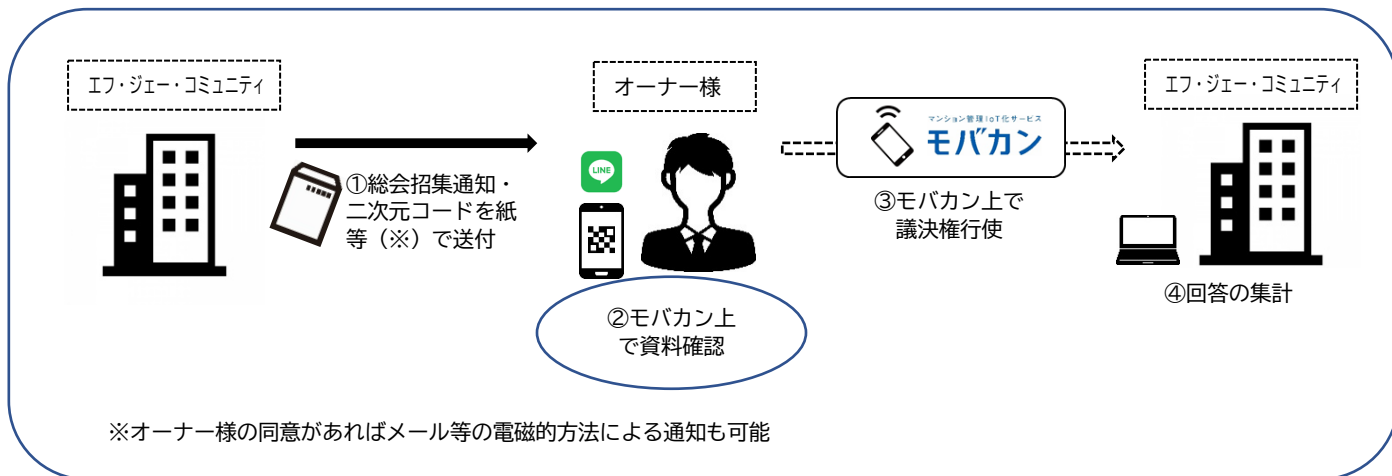 エフ・ジェー・コミュニティ
①総会招集通知・
二次元コードを紙
等（※）で送付
オーナー様
LINE
②モバカン上
で資料確認
マンション管理IoT化サービス
モバカン
③モバカン上で
議決権行使
エフ・ジェー・コミュニティ
④回答の集計
※オーナー様の同意があればメール等の電磁的方法による通知も可能